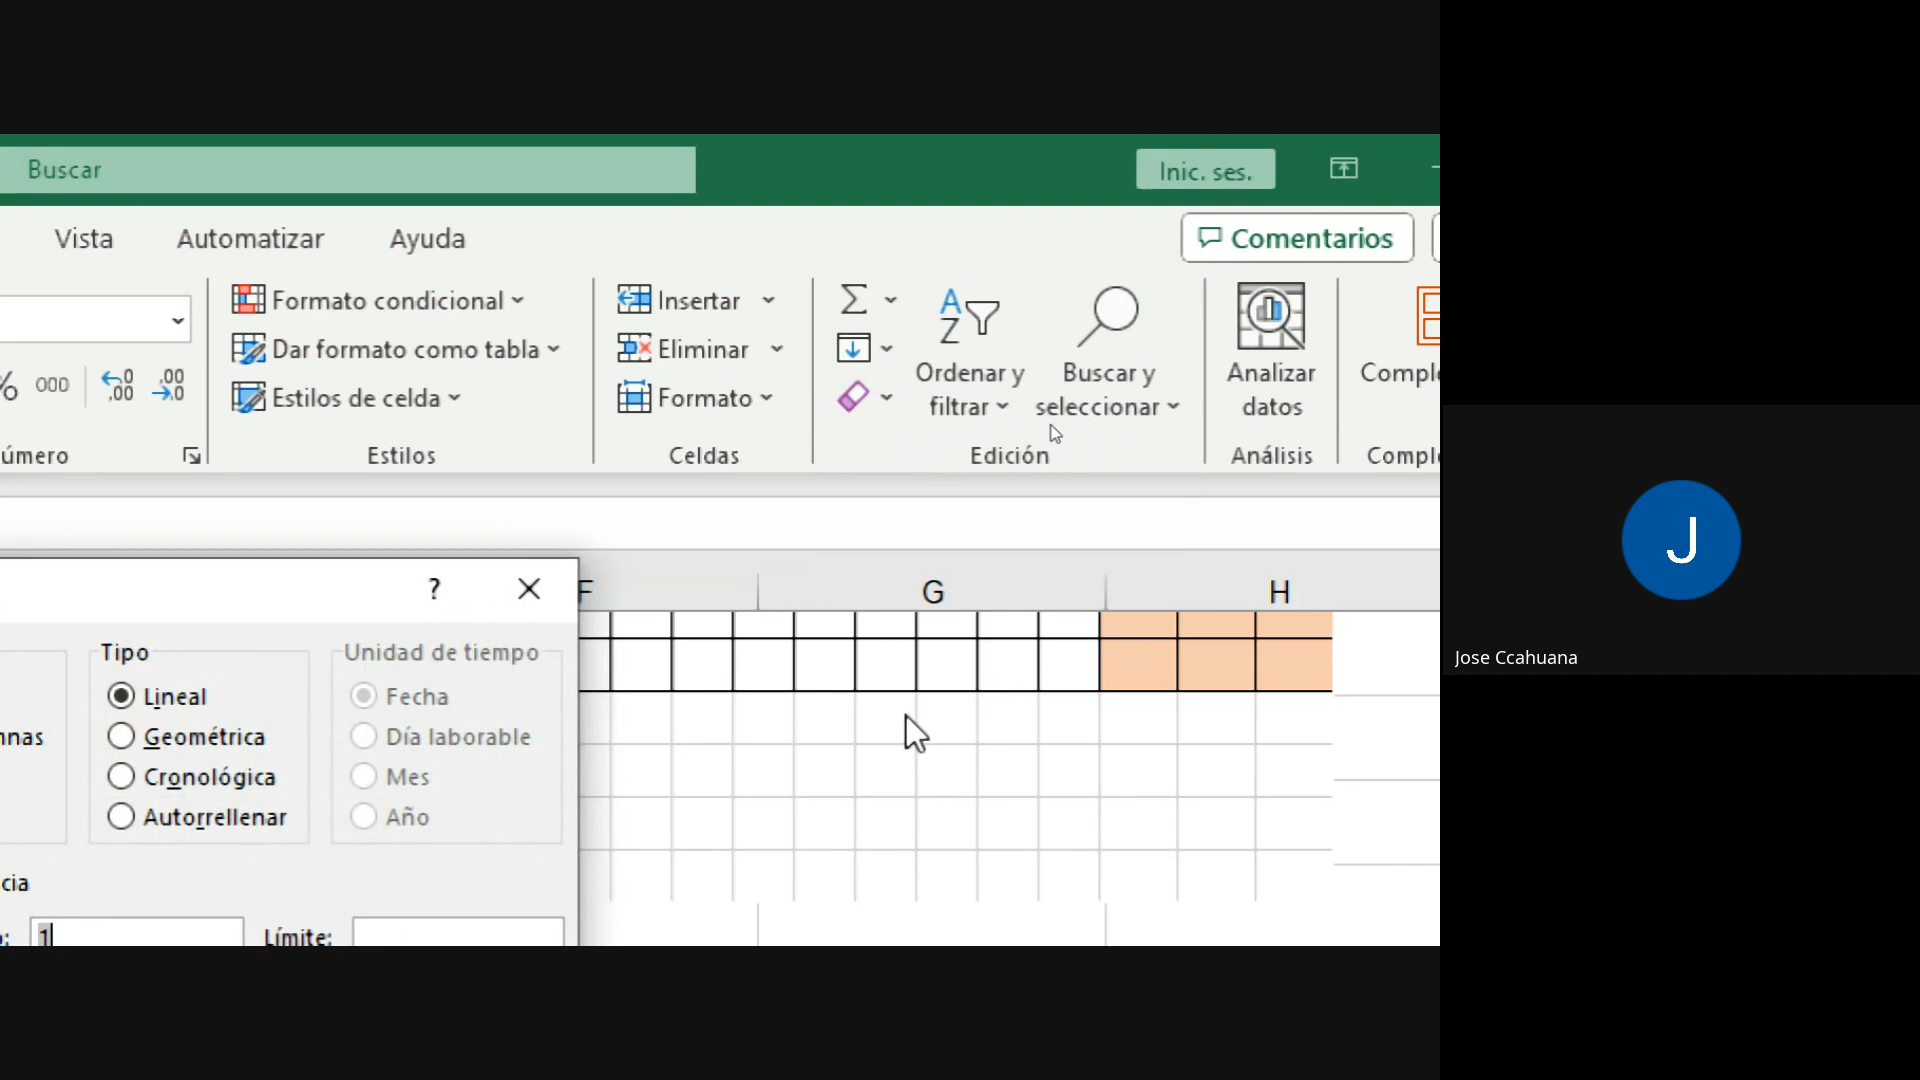 Buscar
Inic. ses.
Vista
Automatizar
Ayuda
Comentarios
Formato condicional
Dar formato como tabla
Estilos de celda
Estilos
Insertar
Eliminar
Formato
Celdas
Ordenar y
filtrar
Buscar y
seleccionar
Edición
Analizar
datos
Análisis
Compl
Compl
% 000
úmero
F
G
H
?
Tipo
Lineal
Geométrica
Cronológica
Autorrellenar
Unidad de tiempo
Fecha
Día laborable
Mes
Año
nnas
cia
o: 1
Límite:
J
Jose Ccahuana